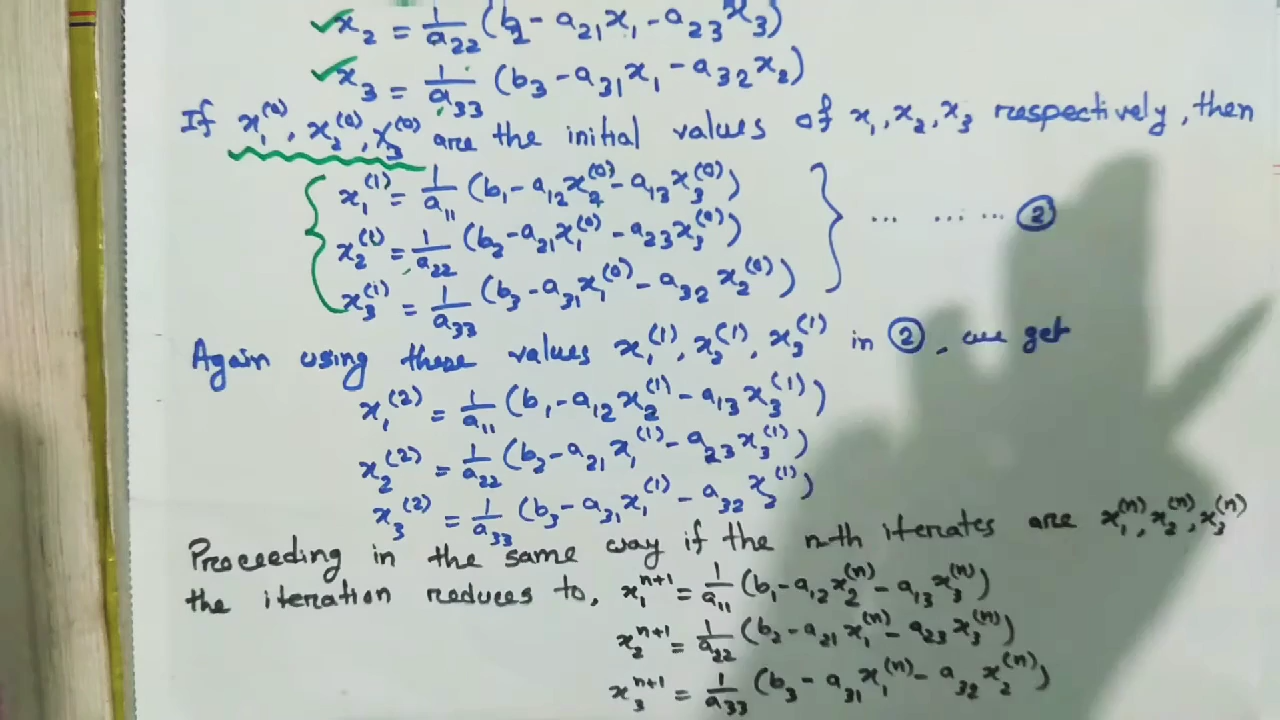 x₂ = 1/a₂₂ (b₂ - a₂₁x₁ - a₂₃x₃)
x₃ = 1/a₃₃ (b₃ - a₃₁x₁ - a₃₂x₂)
If x₁⁽⁰⁾, x₂⁽⁰⁾, x₃⁽⁰⁾ are the initial values of x₁, x₂, x₃ respectively, then
x₁⁽¹⁾ = 1/a₁₁ (b₁ - a₁₂x₂⁽⁰⁾ - a₁₃x₃⁽⁰⁾)
x₂⁽¹⁾ = 1/a₂₂ (b₂ - a₂₁x₁⁽⁰⁾ - a₂₃x₃⁽⁰⁾) ... ... ... ②
x₃⁽¹⁾ = 1/a₃₃ (b₃ - a₃₁x₁⁽⁰⁾ - a₃₂x₂⁽⁰⁾)
Again using these values x₁⁽¹⁾, x₂⁽¹⁾, x₃⁽¹⁾ in ②, we get
x₁⁽²⁾ = 1/a₁₁ (b₁ - a₁₂x₂⁽¹⁾ - a₁₃x₃⁽¹⁾)
x₂⁽²⁾ = 1/a₂₂ (b₂ - a₂₁x₁⁽¹⁾ - a₂₃x₃⁽¹⁾)
x₃⁽²⁾ = 1/a₃₃ (b₃ - a₃₁x₁⁽¹⁾ - a₃₂x₂⁽¹⁾)
Proceeding in the same way if the n-th iterates are x₁⁽ⁿ⁾, x₂⁽ⁿ⁾, x₃⁽ⁿ⁾
the iteration reduces to, x₁ⁿ⁺¹ = 1/a₁₁ (b₁ - a₁₂x₂⁽ⁿ⁾ - a₁₃x₃⁽ⁿ⁾)
x₂ⁿ⁺¹ = 1/a₂₂ (b₂ - a₂₁x₁⁽ⁿ⁾ - a₂₃x₃⁽ⁿ⁾)
x₃ⁿ⁺¹ = 1/a₃₃ (b₃ - a₃₁x₁⁽ⁿ⁾ - a₃₂x₂⁽ⁿ⁾)